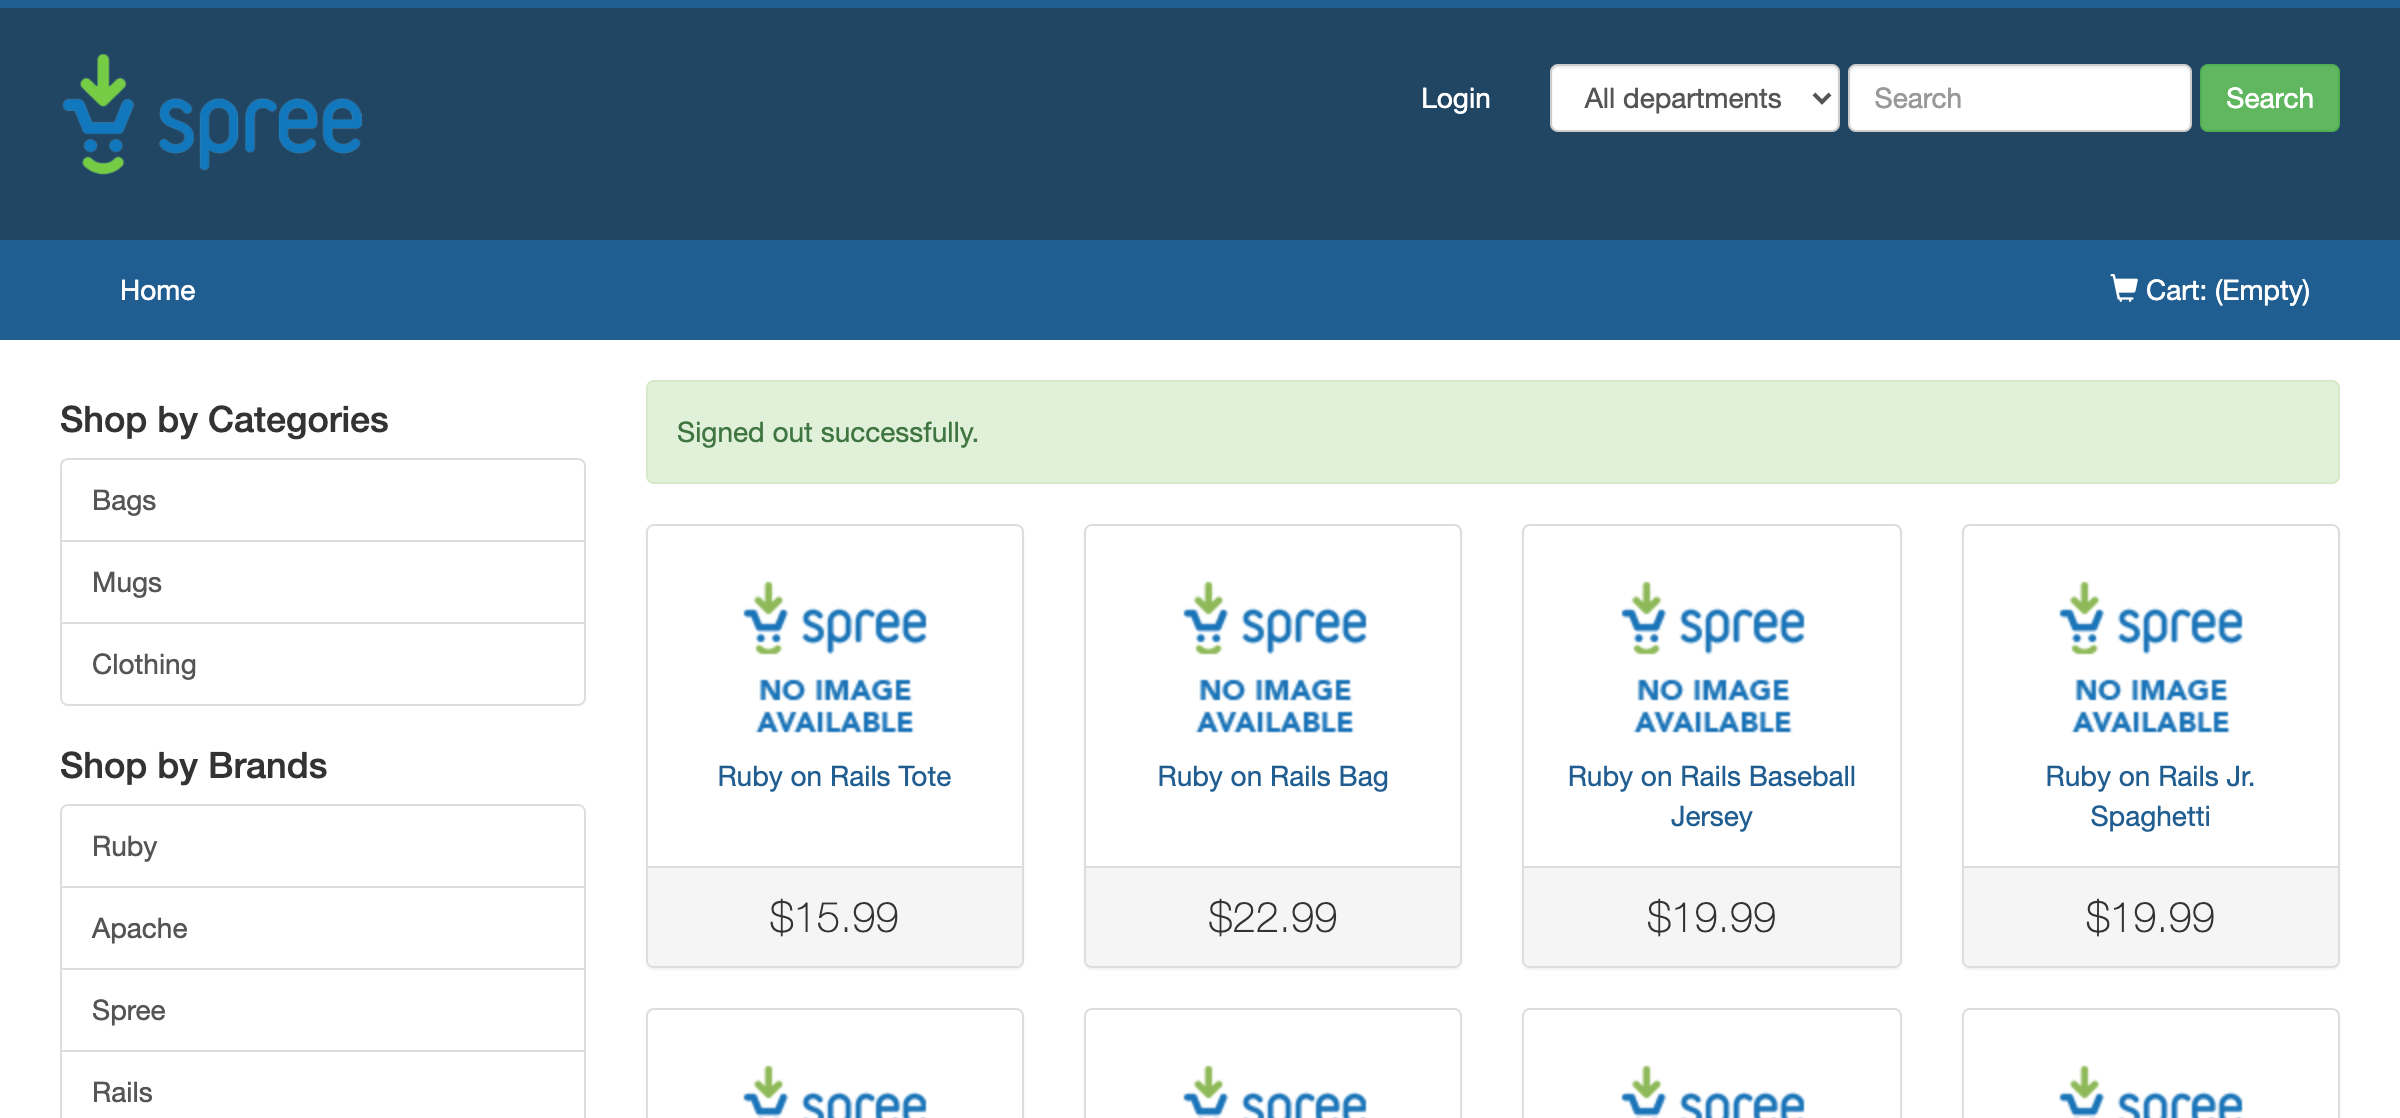 spree
Login
All departments
Search
Search
Home
Cart: (Empty)
Shop by Categories
Bags
Mugs
Clothing
Shop by Brands
Ruby
Apache
Spree
Rails
Signed out successfully.
spree
NO IMAGE
AVAILABLE
Ruby on Rails Tote
$15.99
spree
NO IMAGE
AVAILABLE
Ruby on Rails Bag
$22.99
spree
NO IMAGE
AVAILABLE
Ruby on Rails Baseball
Jersey
$19.99
spree
NO IMAGE
AVAILABLE
Ruby on Rails Jr.
Spaghetti
$19.99
spree
spree
spree
spree